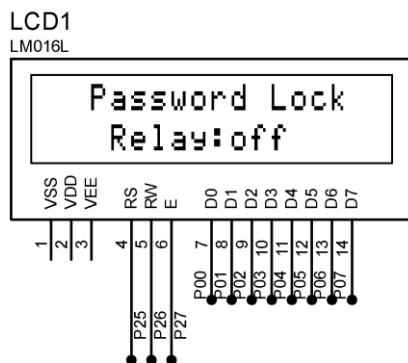 LCD1
LM016L
Password Lock
Relay:off
VSS VDD VEE RS RW E D0 D1 D2 D3 D4 D5 D6 D7
1 2 3 4 5 6 7 8 9 10 11 12 13 14
P25 P26 P27 P00 P01 P02 P03 P04 P05 P06 P07